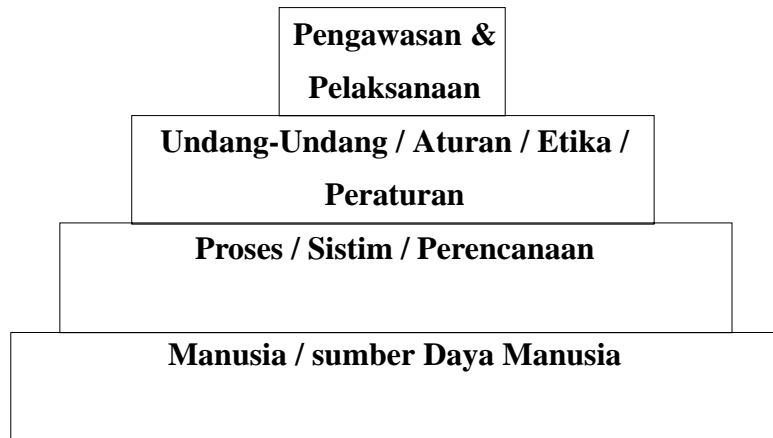 Pengawasan &
Pelaksanaan
Undang-Undang / Aturan / Etika /
Peraturan
Proses / Sistim / Perencanaan
Manusia / sumber Daya Manusia